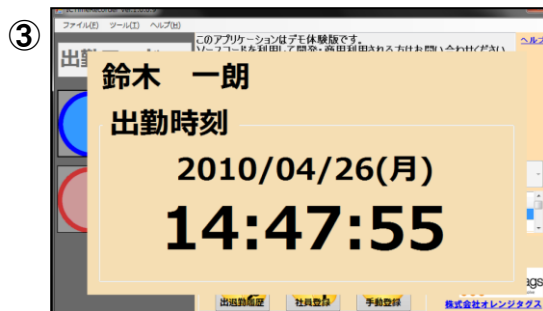 ③
ファイル(F) ツール(T) ヘルプ(H)
このアプリケーションはデモ体験版です。
ソースコードを利用して開発・商用利用される方はお問い合わせください
ヘルプ
出勤
鈴木 一朗
出勤時刻
2010/04/26(月)
14:47:55
出退勤履歴 社員登録 手動登録
ags
株式会社オレンジタグス